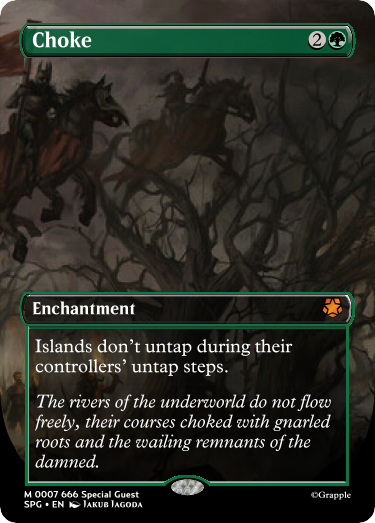 Choke 2
Enchantment
Islands don't untap during their
controllers' untap steps.
The rivers of the underworld do not flow
freely, their courses choked with gnarled
roots and the wailing remnants of the
damned.
M 0007 666 Special Guest
SPG • EN Jakub Jagoda ©Grapple